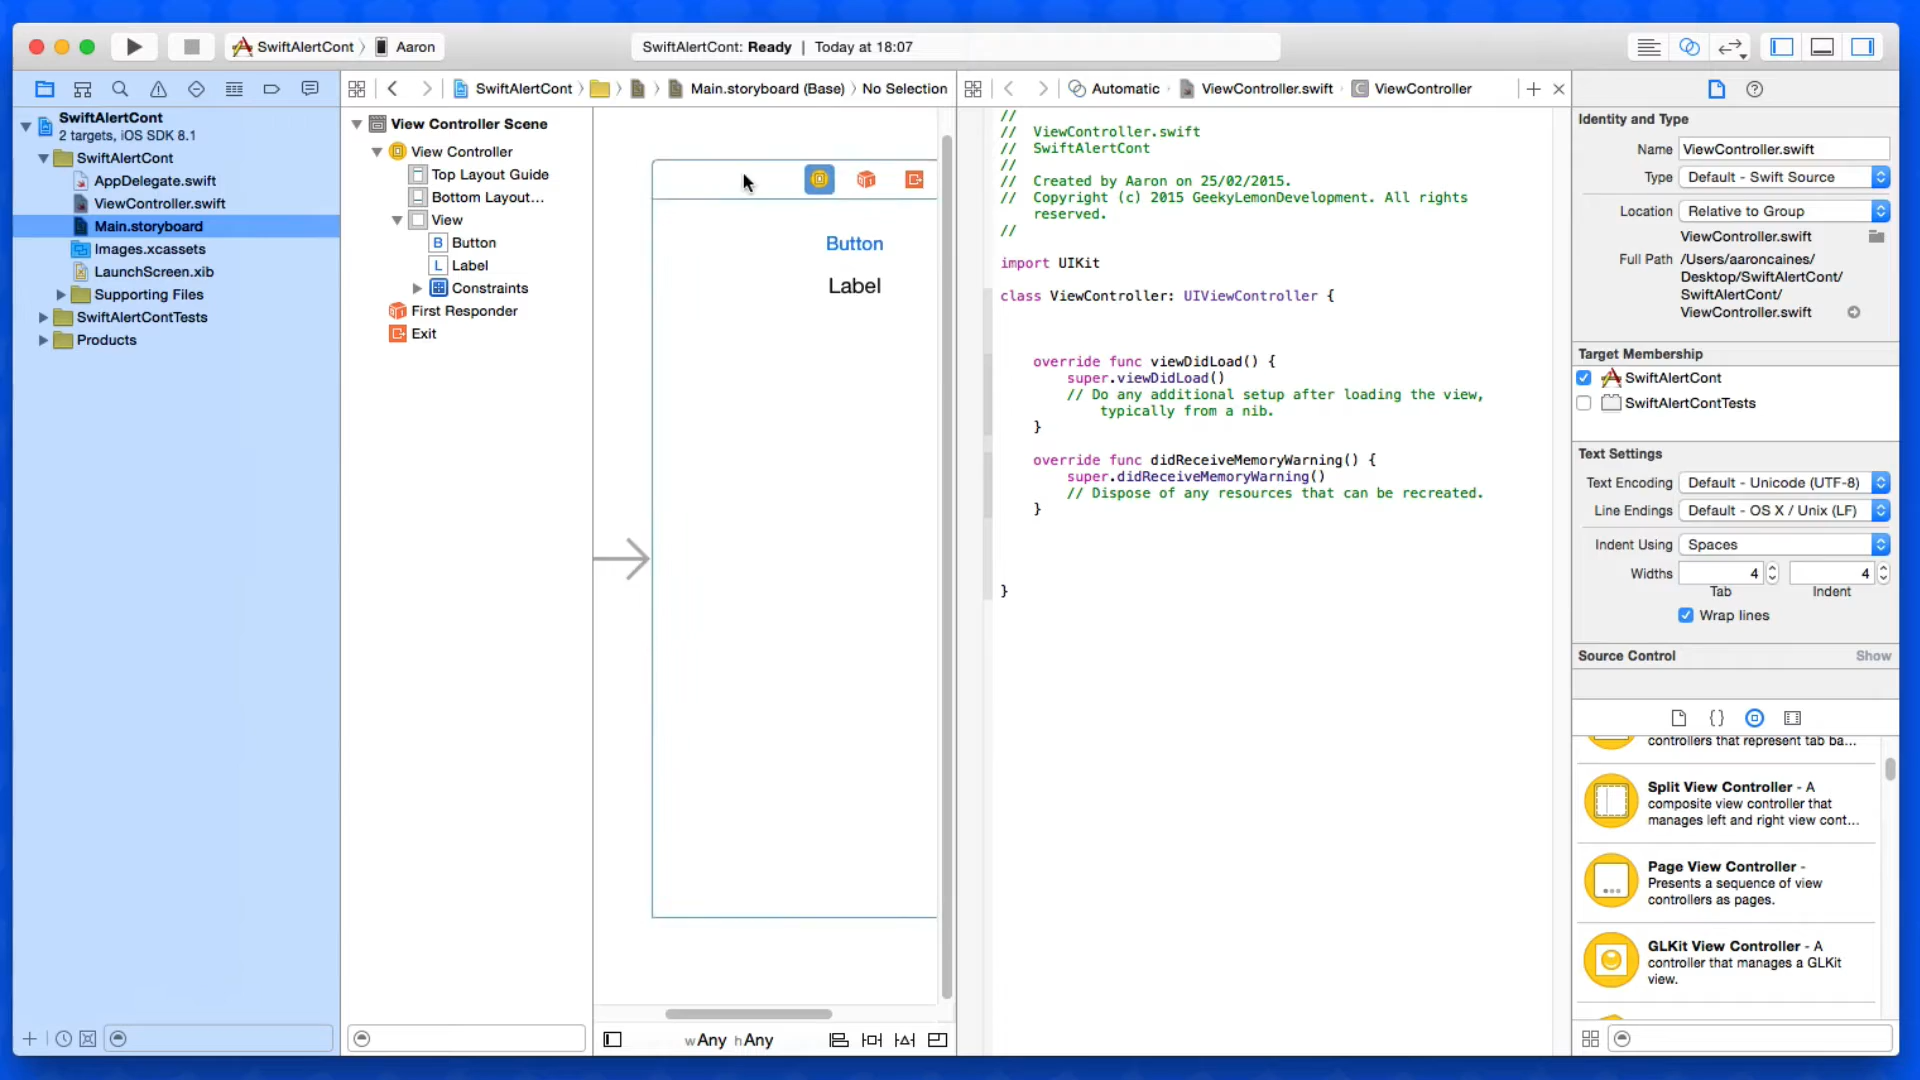 SwiftAlertCont
Aaron
SwiftAlertCont: Ready | Today at 18:07
SwiftAlertCont
Main.storyboard (Base)
No Selection
Automatic
ViewController.swift
ViewController
SwiftAlertCont
2 targets, iOS SDK 8.1
SwiftAlertCont
AppDelegate.swift
ViewController.swift
Main.storyboard
Images.xcassets
LaunchScreen.xib
Supporting Files
SwiftAlertContTests
Products
View Controller Scene
View Controller
Top Layout Guide
Bottom Layout...
View
B Button
L Label
Constraints
First Responder
Exit
Button
Label
wAny hAny
//
// ViewController.swift
// SwiftAlertCont
//
// Created by Aaron on 25/02/2015.
// Copyright (c) 2015 GeekyLemonDevelopment. All rights
reserved.
//
import UIKit
class ViewController: UIViewController {
override func viewDidLoad() {
super.viewDidLoad()
// Do any additional setup after loading the view,
typically from a nib.
}
override func didReceiveMemoryWarning() {
super.didReceiveMemoryWarning()
// Dispose of any resources that can be recreated.
}
}
Identity and Type
Name ViewController.swift
Type Default - Swift Source
Location Relative to Group
ViewController.swift
Full Path /Users/aaroncaines/
Desktop/SwiftAlertCont/
SwiftAlertCont/
ViewController.swift
Target Membership
SwiftAlertCont
SwiftAlertContTests
Text Settings
Text Encoding Default - Unicode (UTF-8)
Line Endings Default - OS X / Unix (LF)
Indent Using Spaces
Widths 4 4
Tab Indent
Wrap lines
Source Control Show
controllers that represent tab ba...
Split View Controller - A
composite view controller that
manages left and right view cont...
Page View Controller -
Presents a sequence of view
controllers as pages.
GLKit View Controller - A
controller that manages a GLKit
view.